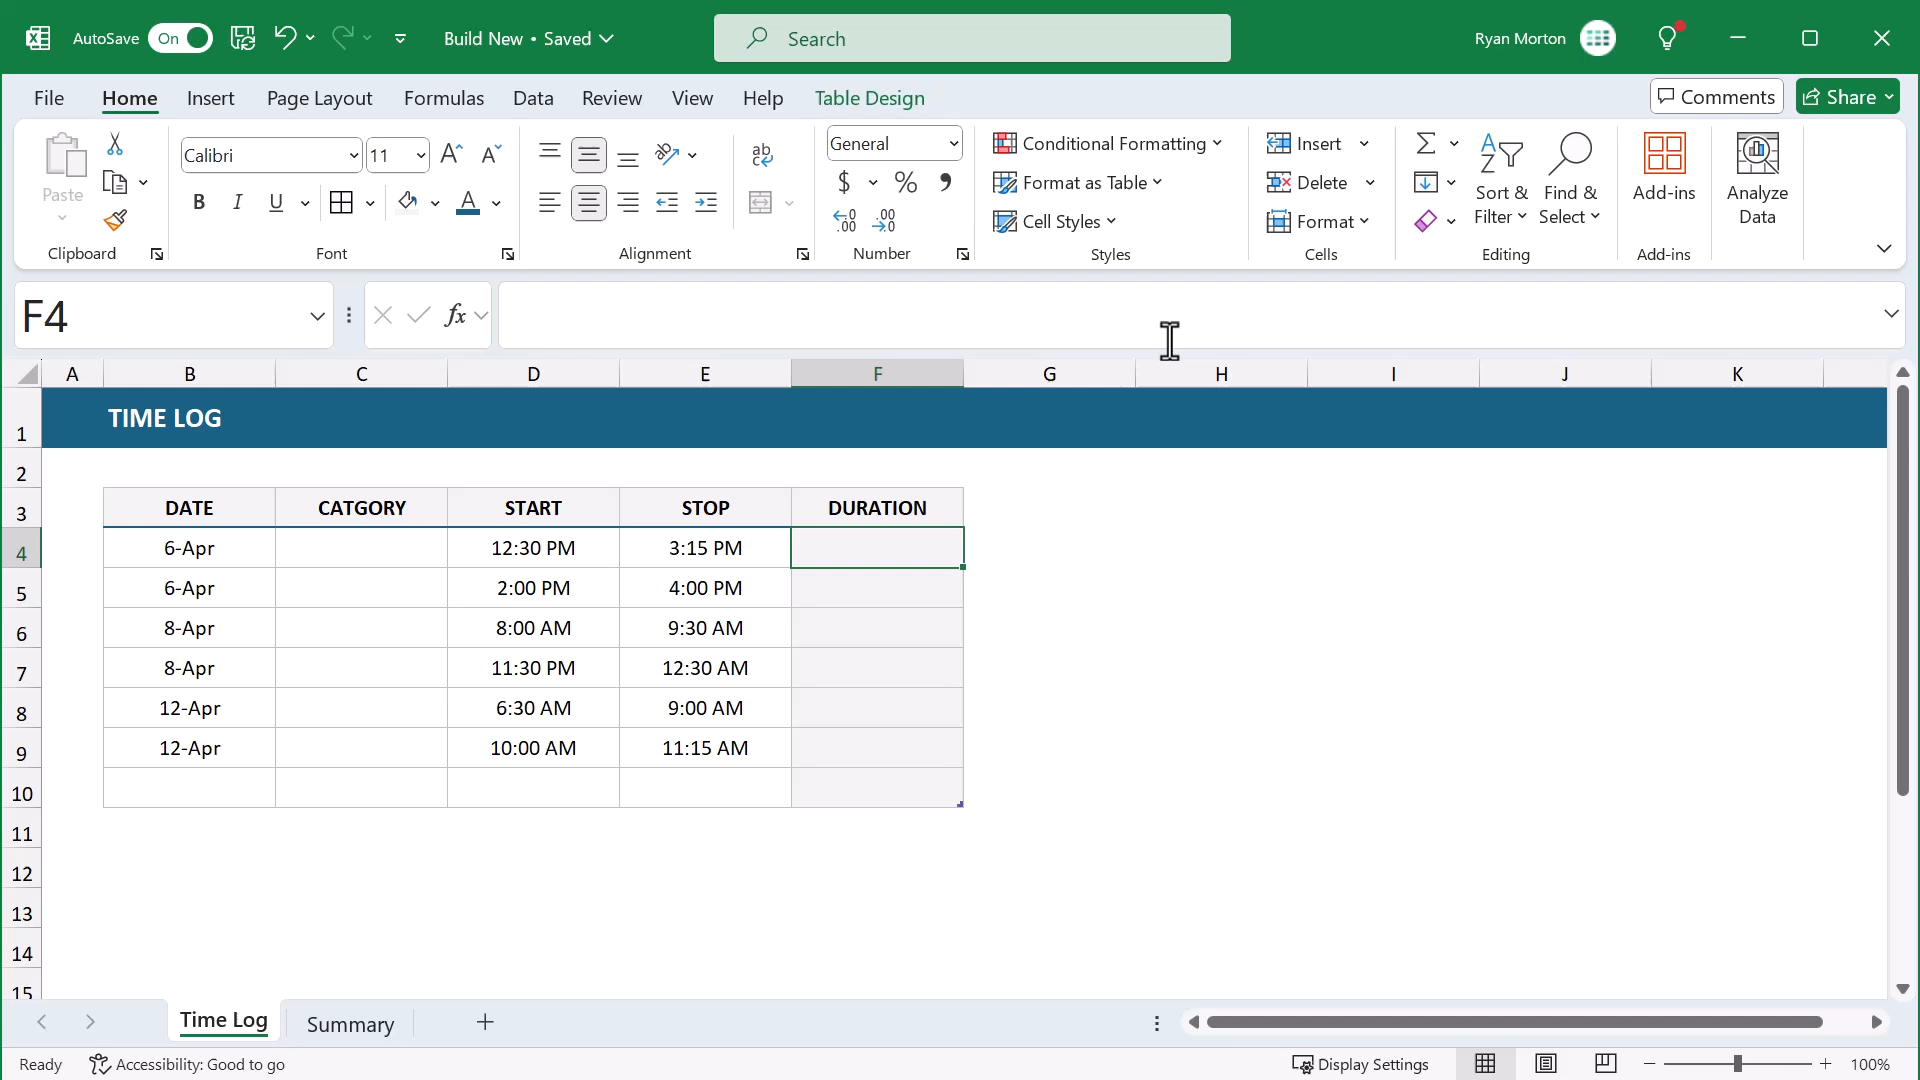 AutoSave On Build New • Saved Search Ryan Morton
File Home Insert Page Layout Formulas Data Review View Help Table Design Comments Share
Paste
Clipboard
Calibri 11
B I U A
Font
ab
Alignment
General
$ % ,
.00 .00
Number
Conditional Formatting
Format as Table
Cell Styles
Styles
Insert
Delete
Format
Cells
Sort &
Filter
Find &
Select
Editing
Add-ins
Add-ins
Analyze
Data
F4 fx
A B C D E F G H I J K
1 TIME LOG
2
3 DATE CATGORY START STOP DURATION
4 6-Apr 12:30 PM 3:15 PM
5 6-Apr 2:00 PM 4:00 PM
6 8-Apr 8:00 AM 9:30 AM
7 8-Apr 11:30 PM 12:30 AM
8 12-Apr 6:30 AM 9:00 AM
9 12-Apr 10:00 AM 11:15 AM
10
11
12
13
14
15
Time Log Summary
Ready Accessibility: Good to go Display Settings 100%